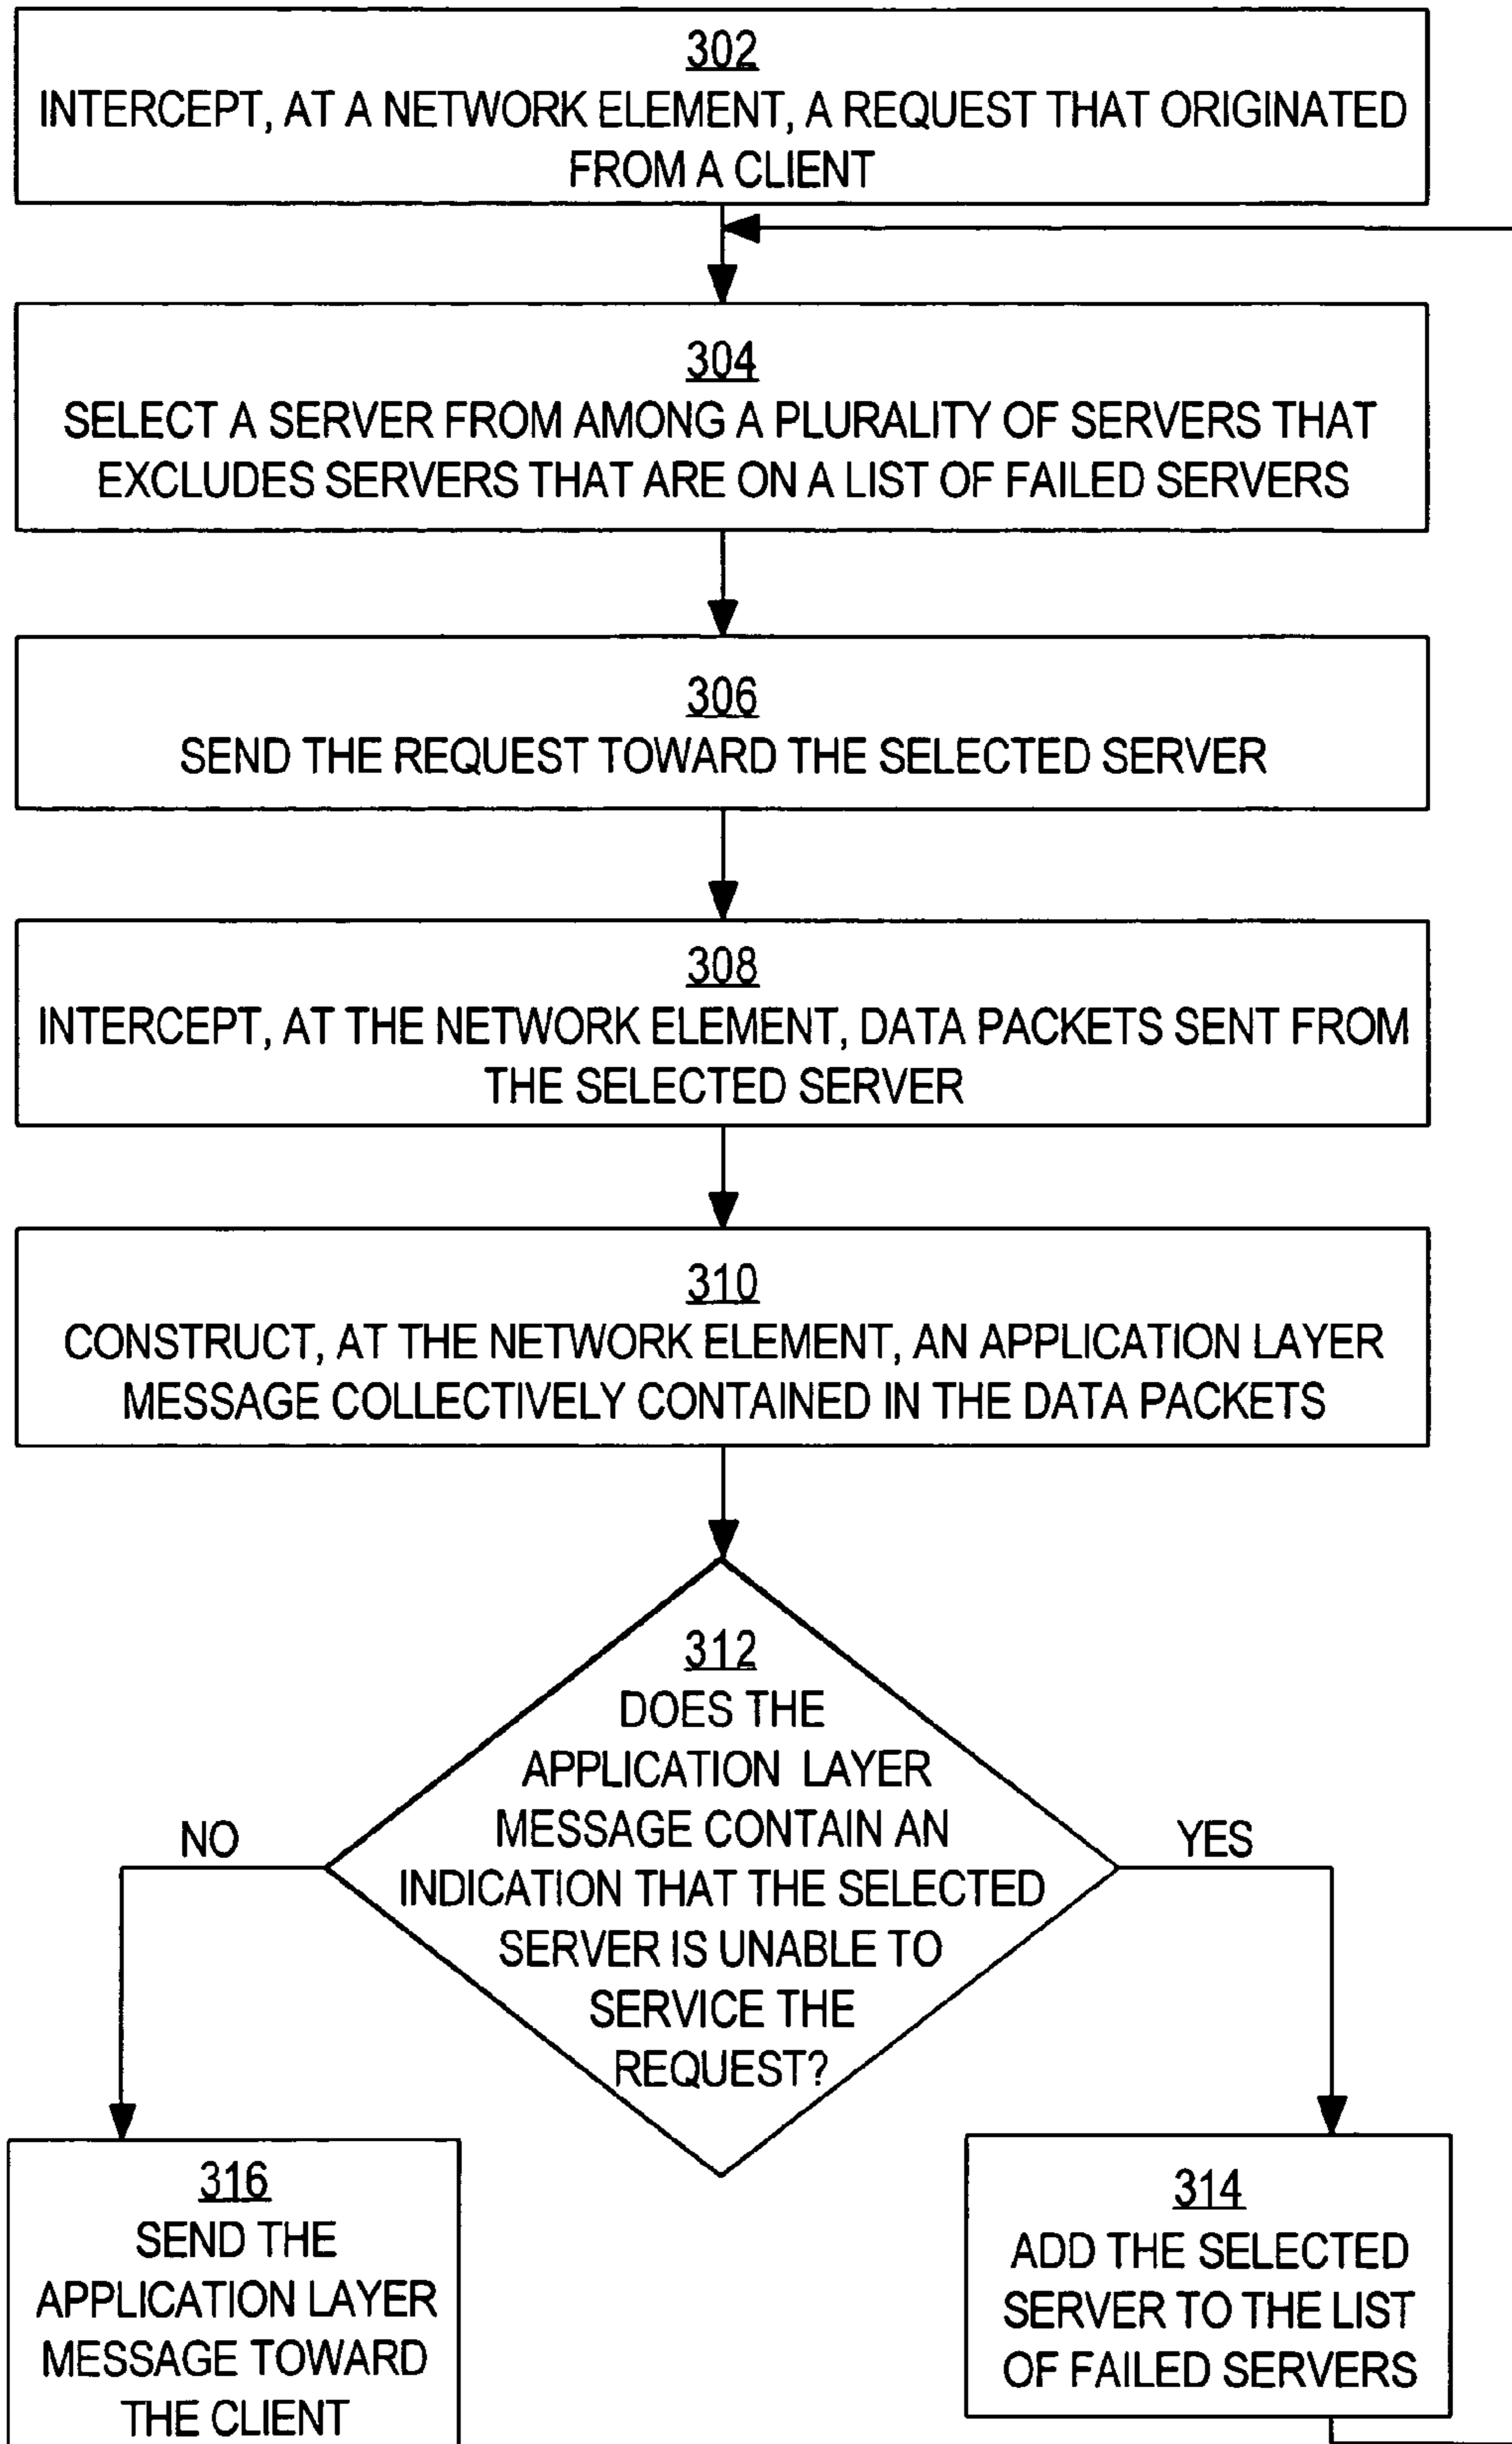 302
INTERCEPT, AT A NETWORK ELEMENT, A REQUEST THAT ORIGINATED
FROM A CLIENT
304
SELECT A SERVER FROM AMONG A PLURALITY OF SERVERS THAT
EXCLUDES SERVERS THAT ARE ON A LIST OF FAILED SERVERS
306
SEND THE REQUEST TOWARD THE SELECTED SERVER
308
INTERCEPT, AT THE NETWORK ELEMENT, DATA PACKETS SENT FROM
THE SELECTED SERVER
310
CONSTRUCT, AT THE NETWORK ELEMENT, AN APPLICATION LAYER
MESSAGE COLLECTIVELY CONTAINED IN THE DATA PACKETS
312
DOES THE
APPLICATION LAYER
MESSAGE CONTAIN AN
INDICATION THAT THE SELECTED
SERVER IS UNABLE TO
SERVICE THE
REQUEST?
NO
YES
316
SEND THE
APPLICATION LAYER
MESSAGE TOWARD
THE CLIENT
314
ADD THE SELECTED
SERVER TO THE LIST
OF FAILED SERVERS